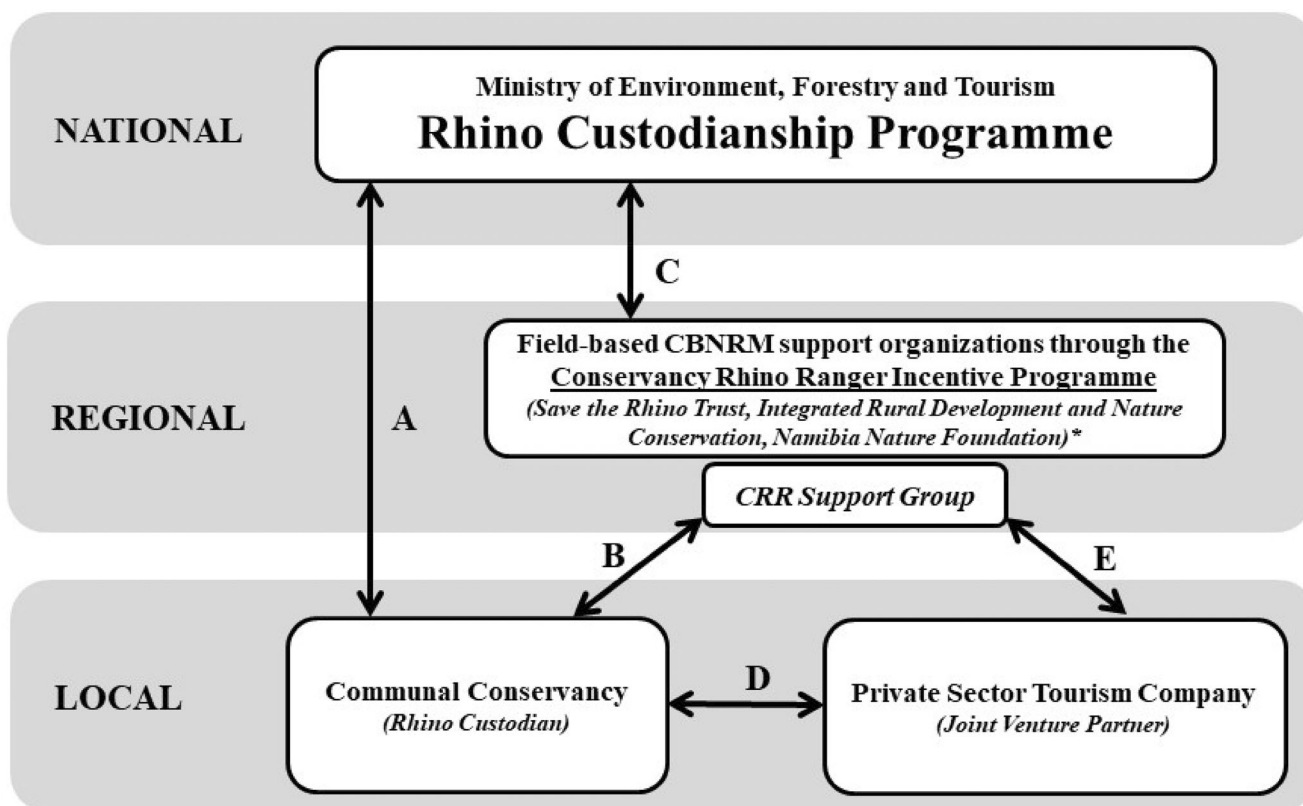 NATIONAL
Ministry of Environment, Forestry and Tourism
Rhino Custodianship Programme
A
C
REGIONAL
Field-based CBNRM support organizations through the
Conservancy Rhino Ranger Incentive Programme
(Save the Rhino Trust, Integrated Rural Development and Nature
Conservation, Namibia Nature Foundation)*
CRR Support Group
B
E
LOCAL
Communal Conservancy
(Rhino Custodian)
D
Private Sector Tourism Company
(Joint Venture Partner)